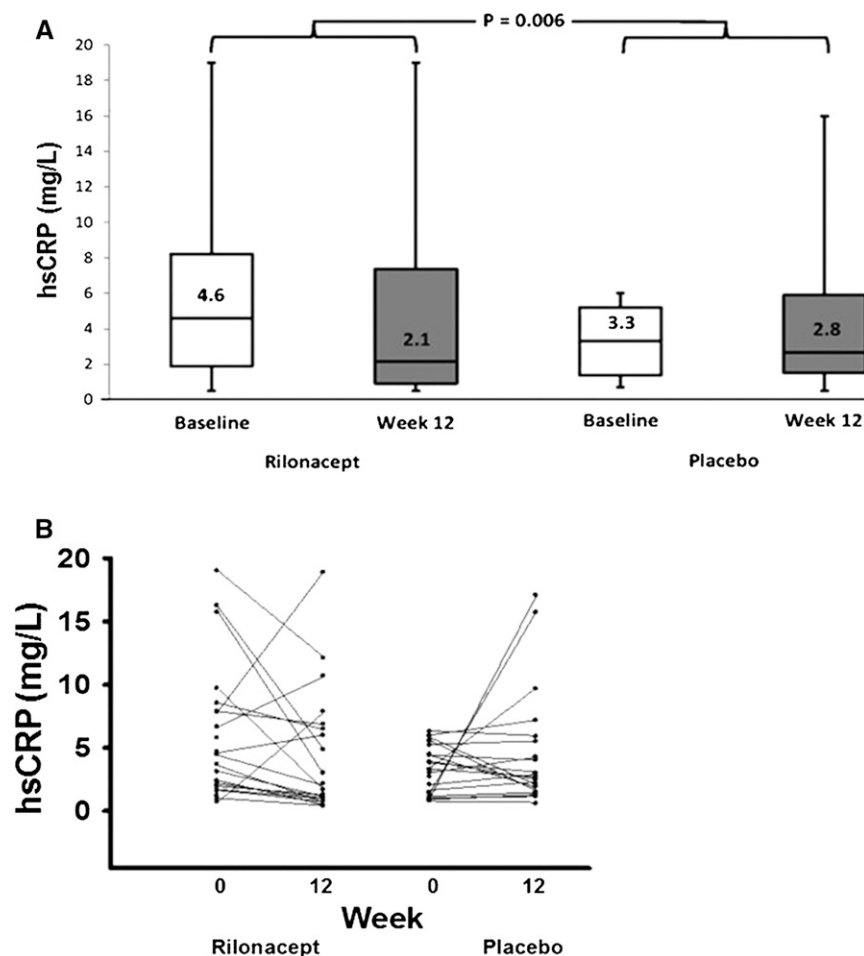 A
P = 0.006
hsCRP (mg/L)
20
18
16
14
12
10
8
6
4
2
0
4.6
2.1
3.3
2.8
Baseline
Week 12
Baseline
Week 12
Rilonacept
Placebo
B
hsCRP (mg/L)
20
15
10
5
0
0
12
0
12
Week
Rilonacept
Placebo